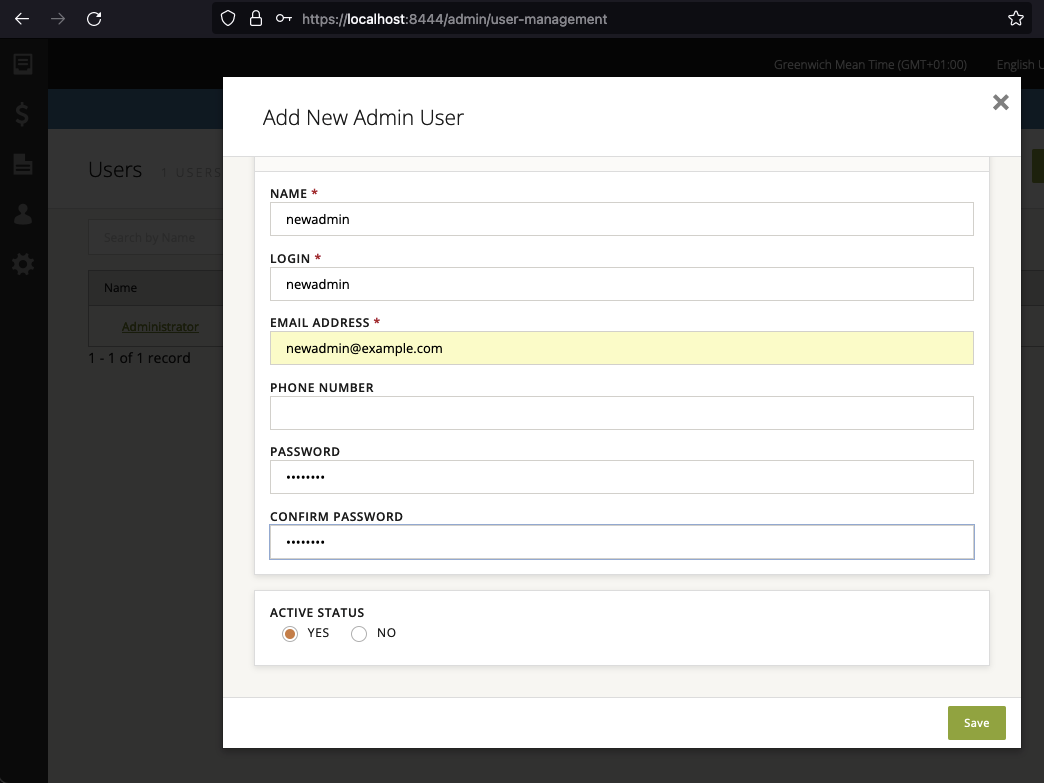 https://localhost:8444/admin/user-management
Greenwich Mean Time (GMT+01:00) English U
Add New Admin User
Users 1 USERS
NAME *
newadmin
Search by Name
LOGIN *
newadmin
Name
EMAIL ADDRESS *
Administrator
newadmin@example.com
1 - 1 of 1 record
PHONE NUMBER
PASSWORD
••••••••
CONFIRM PASSWORD
••••••••
ACTIVE STATUS
YES NO
Save